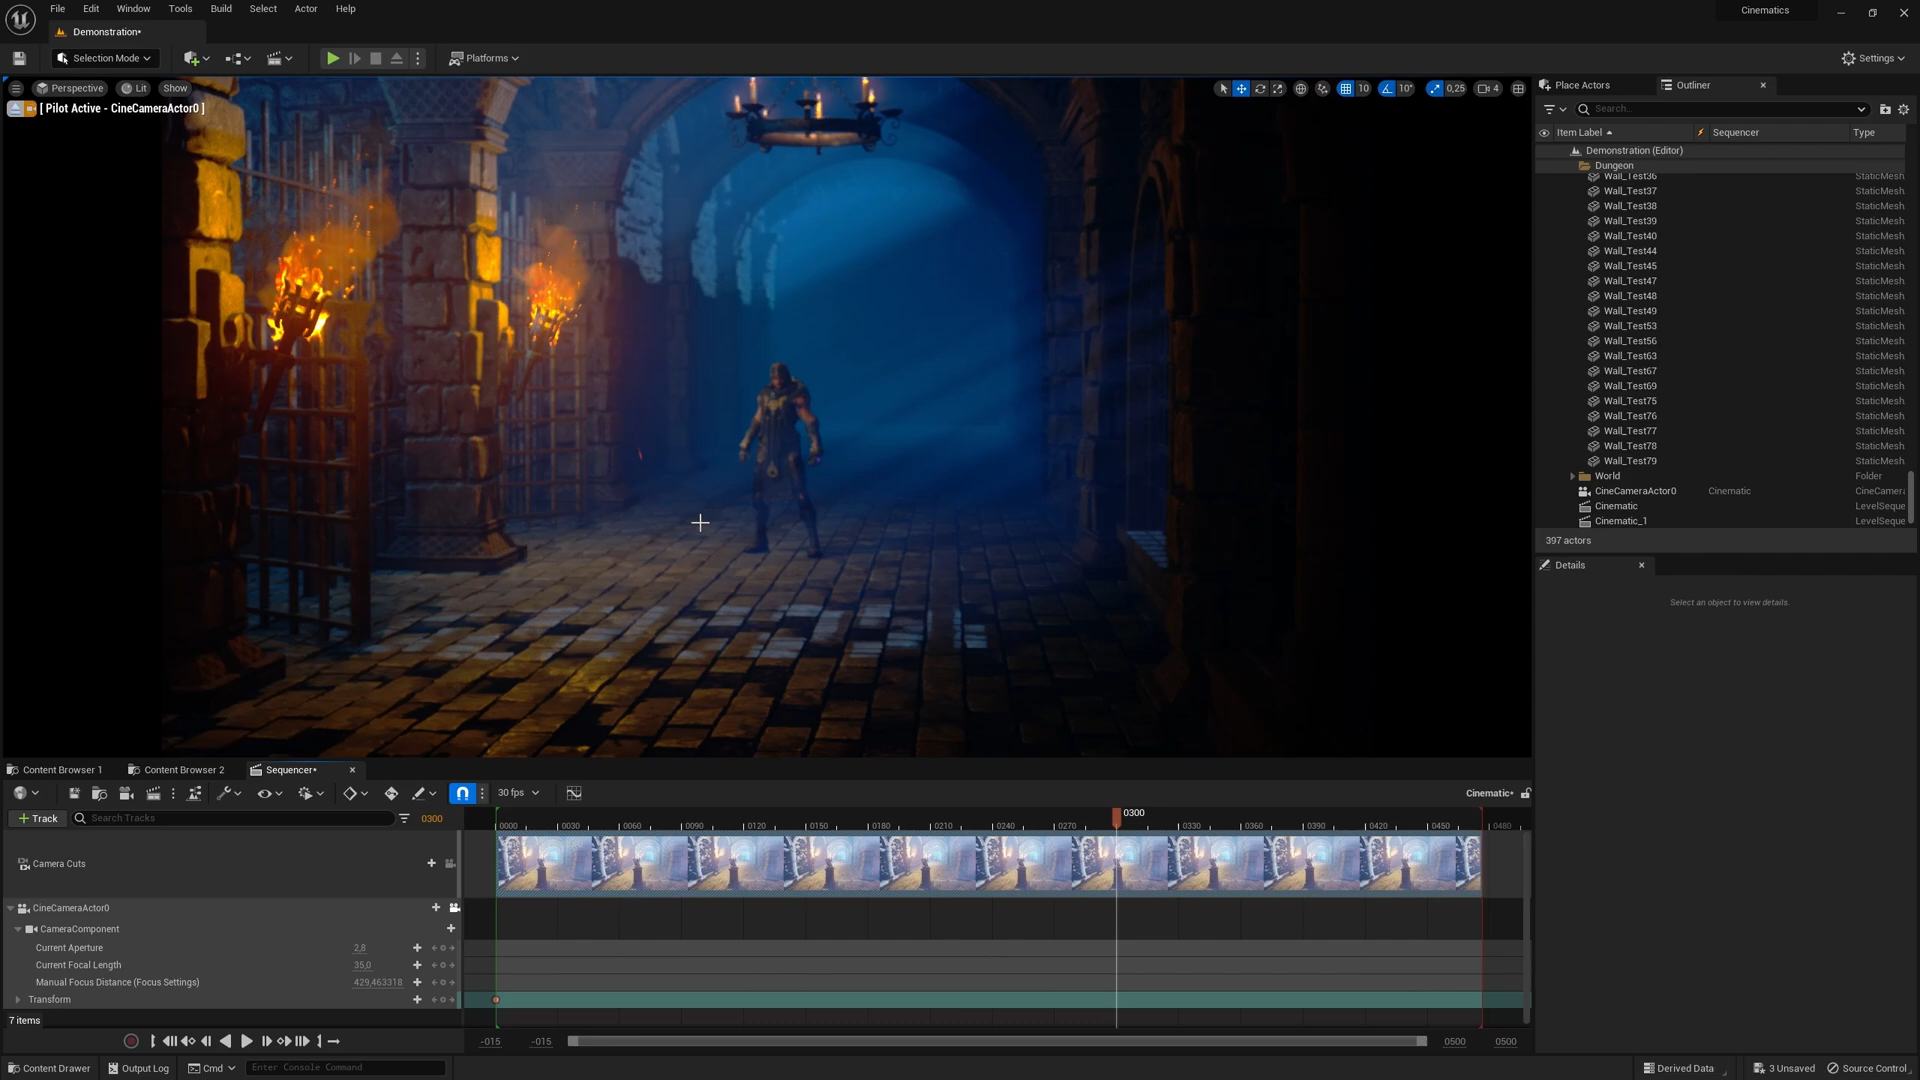 File Edit Window Tools Build Select Actor Help
Cinematics
Demonstration*
Selection Mode
Platforms
Settings
Perspective Lit Show
10 10° 0,25 4
[ Pilot Active - CineCameraActor0 ]
Place Actors Outliner
Search...
Item Label Sequencer Type
Demonstration (Editor)
Dungeon
Wall_Test36 StaticMesh
Wall_Test37 StaticMesh
Wall_Test38 StaticMesh
Wall_Test39 StaticMesh
Wall_Test40 StaticMesh
Wall_Test44 StaticMesh
Wall_Test45 StaticMesh
Wall_Test47 StaticMesh
Wall_Test48 StaticMesh
Wall_Test49 StaticMesh
Wall_Test53 StaticMesh
Wall_Test56 StaticMesh
Wall_Test63 StaticMesh
Wall_Test67 StaticMesh
Wall_Test69 StaticMesh
Wall_Test75 StaticMesh
Wall_Test76 StaticMesh
Wall_Test77 StaticMesh
Wall_Test78 StaticMesh
Wall_Test79 StaticMesh
World Folder
CineCameraActor0 Cinematic CineCamera
Cinematic LevelSeque
Cinematic_1 LevelSeque
397 actors
Details
Select an object to view details.
Content Browser 1 Content Browser 2 Sequencer*
30 fps
Cinematic*
Track Search Tracks 0300
0300
0000 0030 0060 0090 0120 0150 0180 0210 0240 0270 0330 0360 0390 0420 0450 0480
Camera Cuts
CineCameraActor0
CameraComponent
Current Aperture 2,8
Current Focal Length 35,0
Manual Focus Distance (Focus Settings) 429,463318
Transform
7 items
-015 -015 0500 0500
Content Drawer Output Log Cmd Enter Console Command
Derived Data 3 Unsaved Source Control